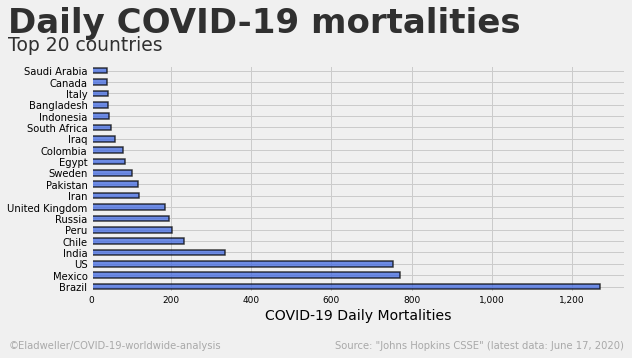 Daily COVID-19 mortalities
Top 20 countries
Saudi Arabia
Canada
Italy
Bangladesh
Indonesia
South Africa
Iraq
Colombia
Egypt
Sweden
Pakistan
Iran
United Kingdom
Russia
Peru
Chile
India
US
Mexico
Brazil
0 200 400 600 800 1,000 1,200
COVID-19 Daily Mortalities
©Eladweller/COVID-19-worldwide-analysis Source: "Johns Hopkins CSSE" (latest data: June 17, 2020)